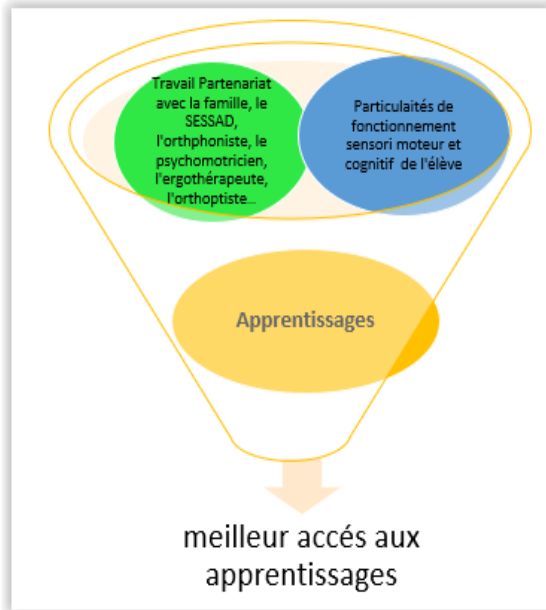 Travail Partenariat
avec la famille, le
SESSAD,
l'orthphoniste, le
psychomotricien,
l'ergothérapeute,
l'orthoptiste...
Particulaités de
fonctionnement
sensori moteur et
cognitif de l'élève
Apprentissages
meilleur accés aux
apprentissages